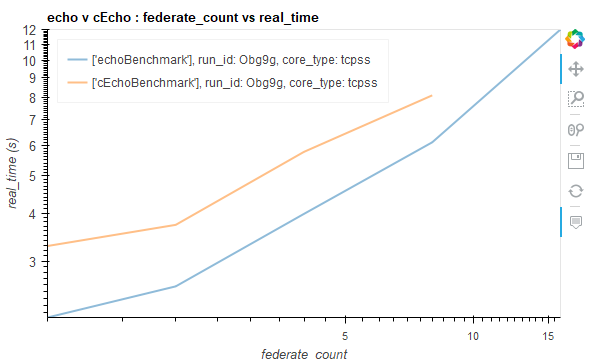 echo v cEcho : federate_count vs real_time
['echoBenchmark'], run_id: Obg9g, core_type: tcpss
['cEchoBenchmark'], run_id: Obg9g, core_type: tcpss
real_time (s)
12
11
10
9
8
7
6
5
4
3
5
10
15
federate_count